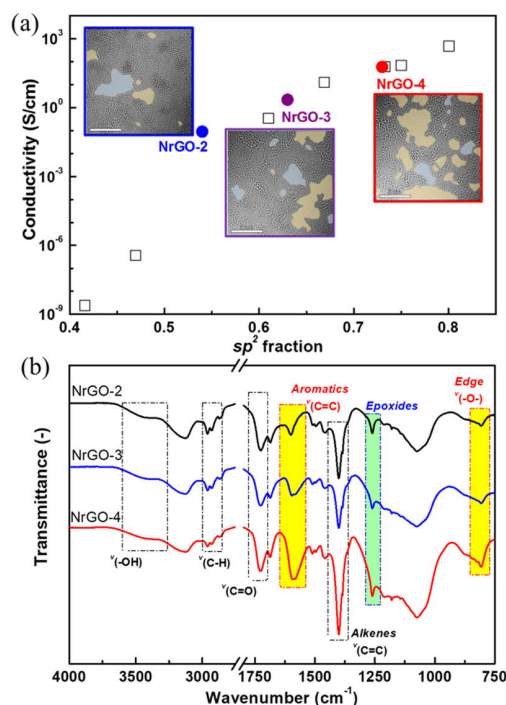 (a)
10³
10⁰
10⁻³
10⁻⁶
10⁻⁹
Conductivity (S/cm)
NrGO-2
NrGO-3
NrGO-4
0.4 0.5 0.6 0.7 0.8
sp² fraction
(b)
NrGO-2
NrGO-3
NrGO-4
Aromatics
ν(C=C)
Epoxides
Edge
ν(-O-)
ν(-OH)
ν(C-H)
ν(C=O)
Alkenes
ν(C=C)
Transmittance (-)
4000 3500 3000 1750 1500 1250 1000 750
Wavenumber (cm⁻¹)